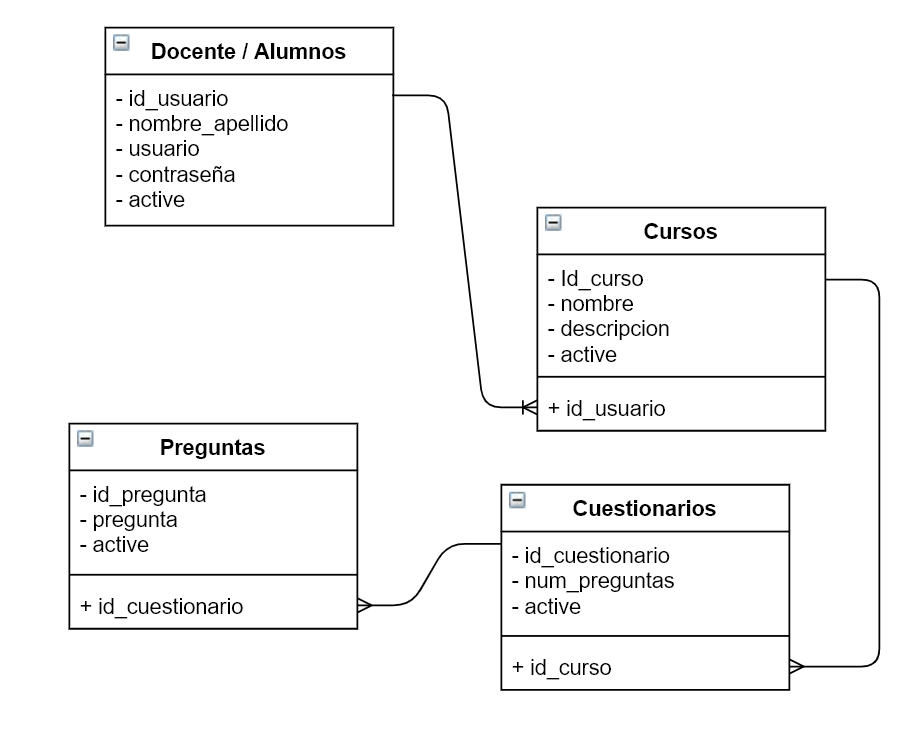 Docente / Alumnos
- id_usuario
- nombre_apellido
- usuario
- contraseña
- active
Cursos
- Id_curso
- nombre
- descripcion
- active
+ id_usuario
Preguntas
- id_pregunta
- pregunta
- active
+ id_cuestionario
Cuestionarios
- id_cuestionario
- num_preguntas
- active
+ id_curso